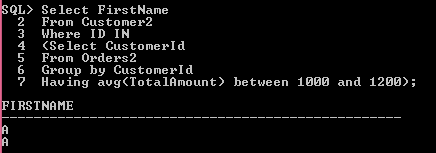 SQL> Select FirstName
2 From Customer2
3 Where ID IN
4 (Select CustomerId
5 From Orders2
6 Group by CustomerId
7 Having avg(TotalAmount) between 1000 and 1200);
FIRSTNAME
--------------------------------------------------
A
A